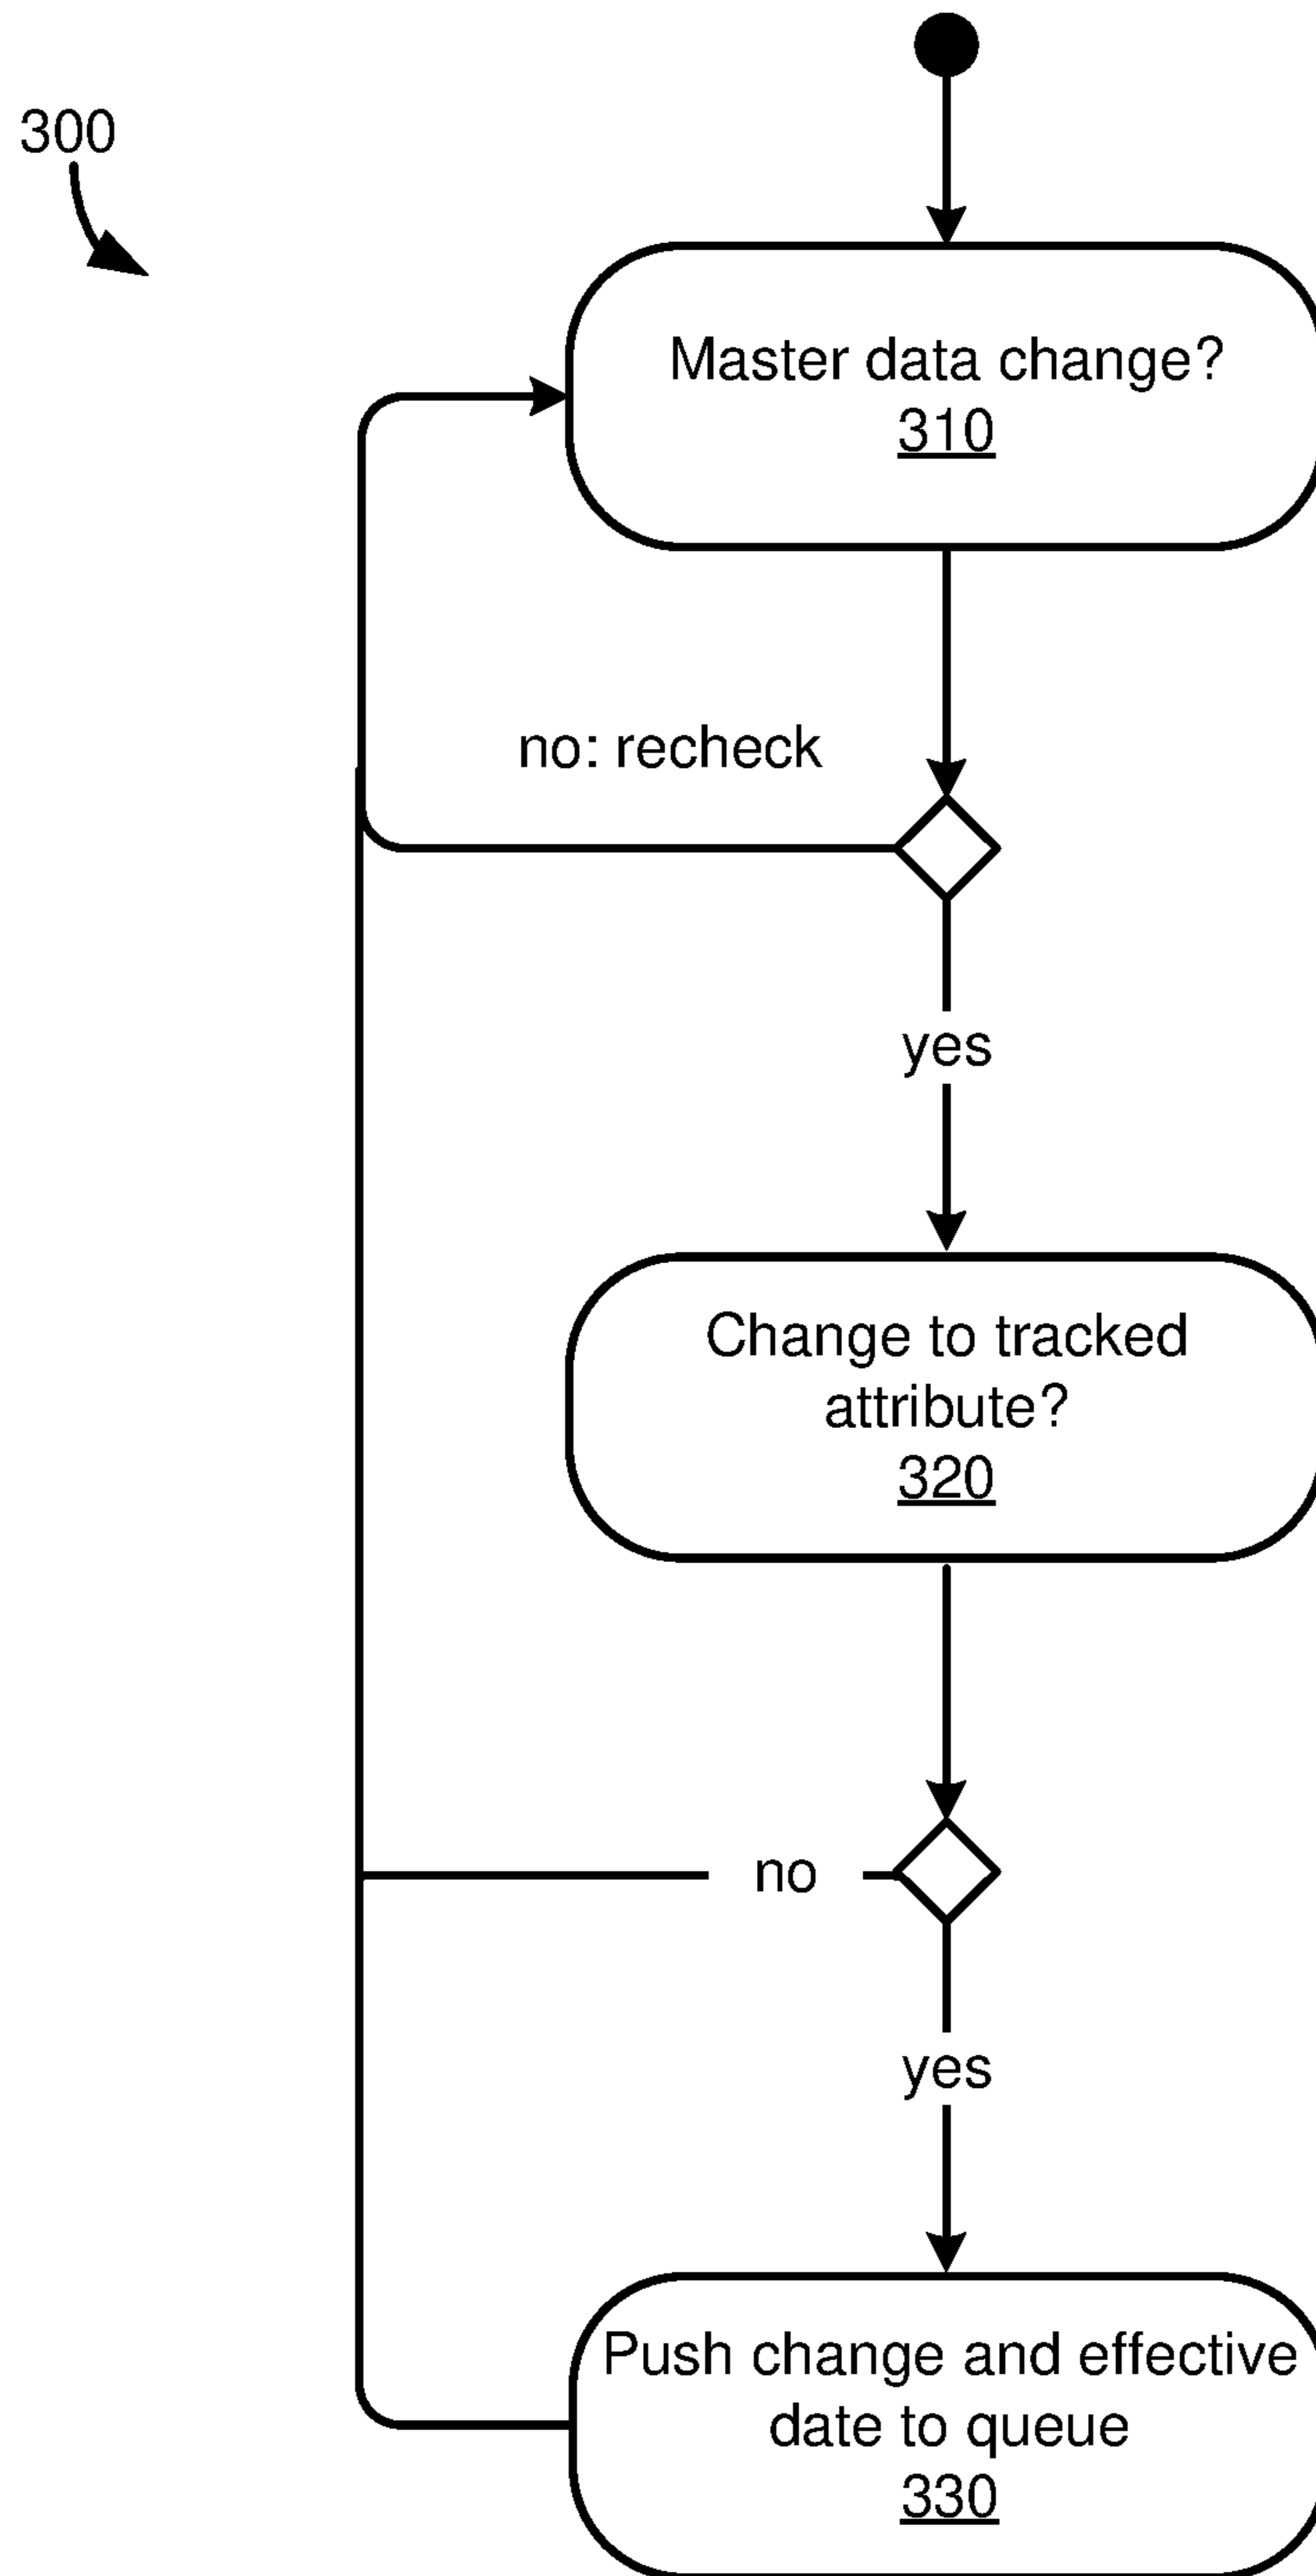 300
Master data change?
310
no: recheck
yes
Change to tracked
attribute?
320
no
yes
Push change and effective
date to queue
330